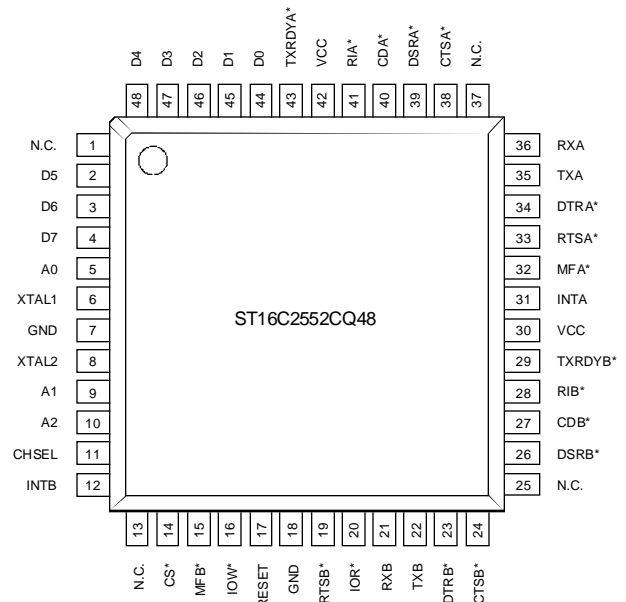 D4 D3 D2 D1 D0 TXRDYA* VCC RIA* CDA* DSRA* CTSA* N.C.
48 47 46 45 44 43 42 41 40 39 38 37
N.C. 1 36 RXA
D5 2 35 TXA
D6 3 34 DTRA*
D7 4 33 RTSA*
A0 5 32 MFA*
XTAL1 6 31 INTA
ST16C2552CQ48
GND 7 30 VCC
XTAL2 8 29 TXRDYB*
A1 9 28 RIB*
A2 10 27 CDB*
CHSEL 11 26 DSRB*
INTB 12 25 N.C.
13 14 15 16 17 18 19 20 21 22 23 24
N.C. CS* MFB* IOW* RESET GND RTSB* IOR* RXB TXB DTRB* CTSB*